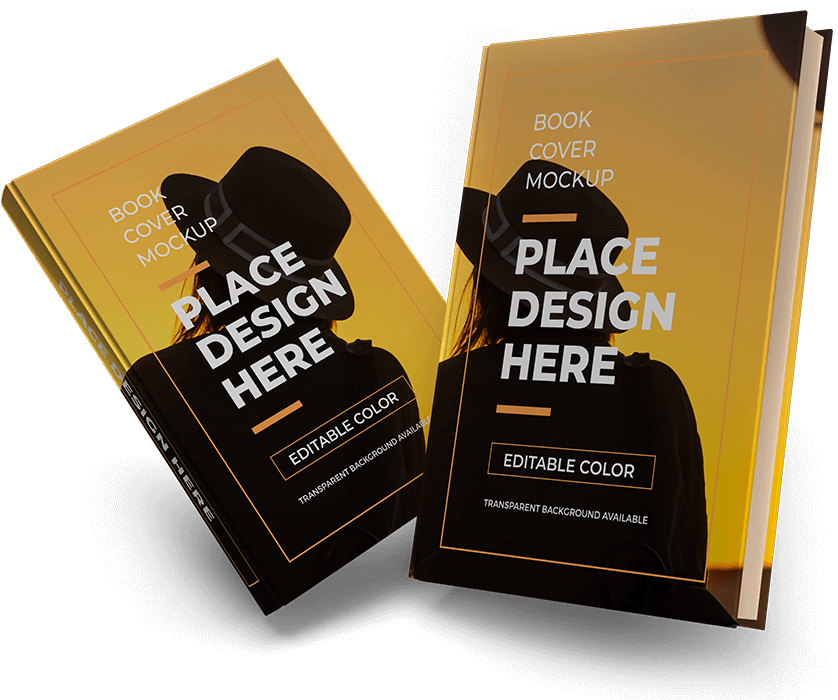 BOOK
COVER
MOCKUP
PLACE
DESIGN
HERE
EDITABLE COLOR
TRANSPARENT BACKGROUND AVAILABLE
PLACE DESIGN HERE
BOOK
COVER
MOCKUP
PLACE
DESIGN
HERE
EDITABLE COLOR
TRANSPARENT BACKGROUND AVAILABLE